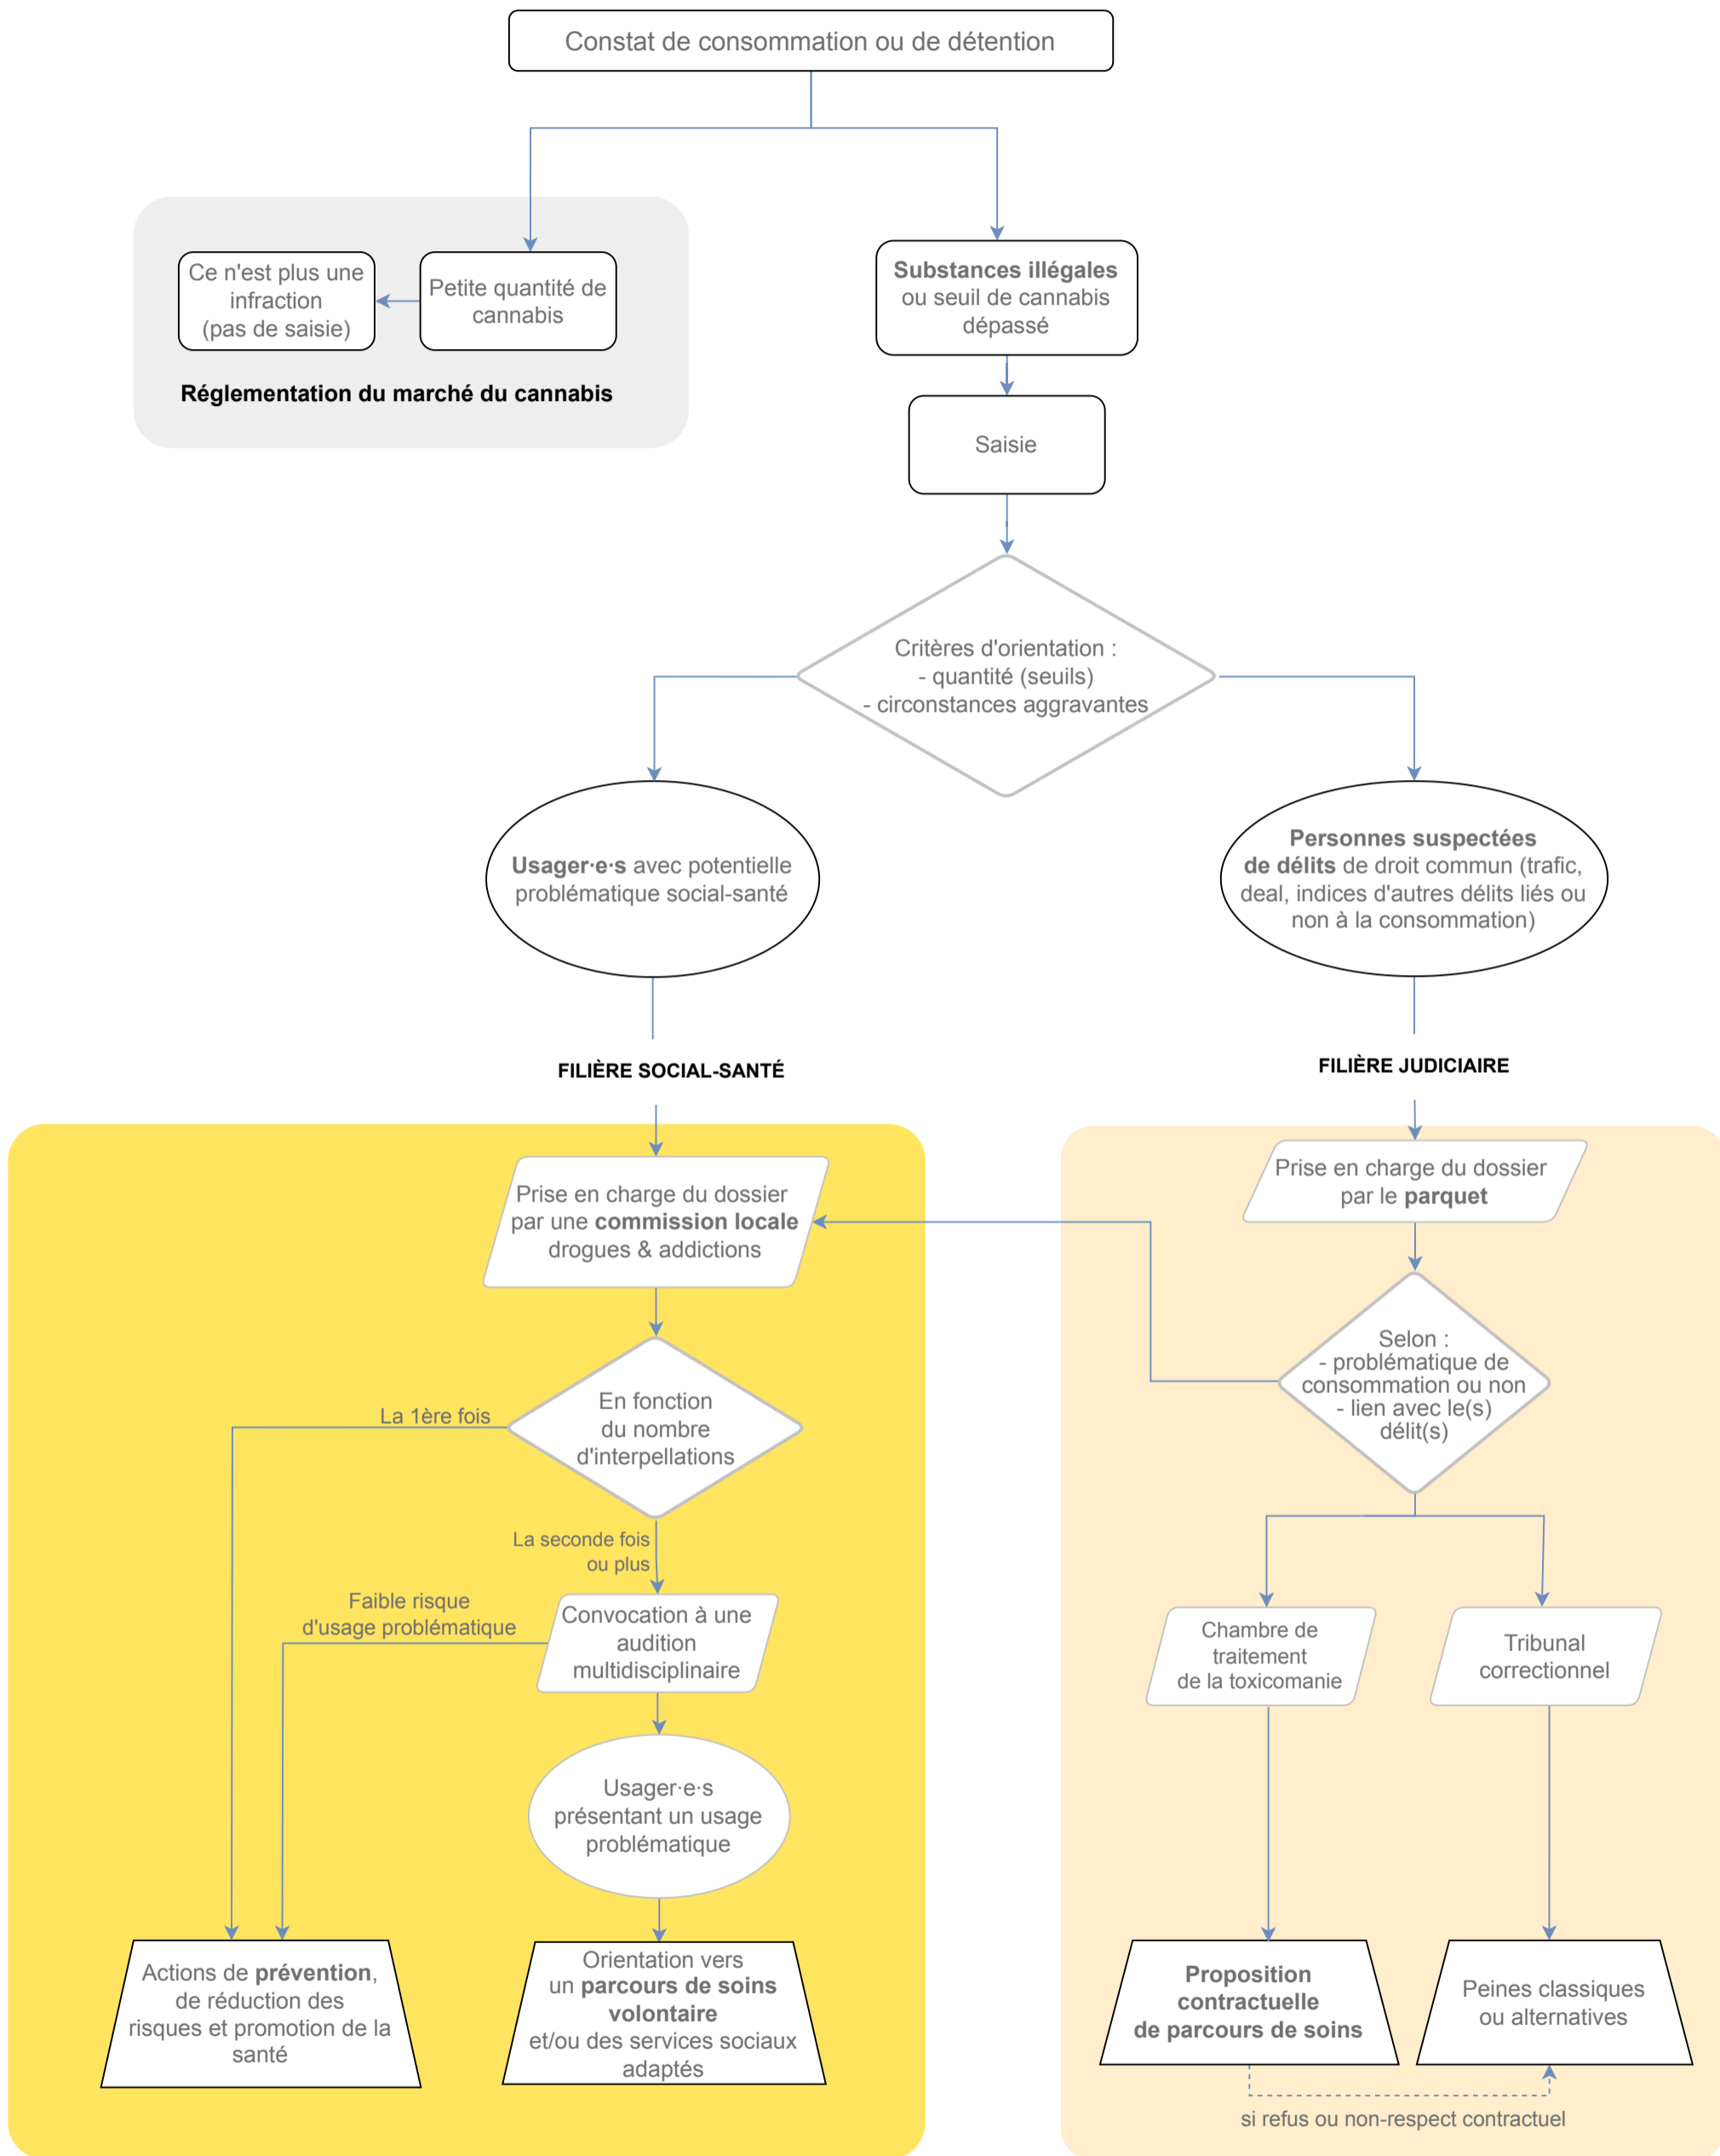 Constat de consommation ou de détention
Ce n'est plus une
infraction
(pas de saisie)
Petite quantité de
cannabis
Réglementation du marché du cannabis
Substances illégales
ou seuil de cannabis
dépassé
Saisie
Critères d'orientation :
- quantité (seuils)
- circonstances aggravantes
Usager·e·s avec potentielle
problématique social-santé
Personnes suspectées
de délits de droit commun (trafic,
deal, indices d'autres délits liés ou
non à la consommation)
FILIÈRE SOCIAL-SANTÉ
FILIÈRE JUDICIAIRE
Prise en charge du dossier
par une commission locale
drogues & addictions
En fonction
du nombre
d'interpellations
La 1ère fois
La seconde fois
ou plus
Faible risque
d'usage problématique
Convocation à une
audition
multidisciplinaire
Usager·e·s
présentant un usage
problématique
Actions de prévention,
de réduction des
risques et promotion de la
santé
Orientation vers
un parcours de soins
volontaire
et/ou des services sociaux
adaptés
Prise en charge du dossier
par le parquet
Selon :
- problématique de
consommation ou non
- lien avec le(s)
délit(s)
Chambre de
traitement
de la toxicomanie
Tribunal
correctionnel
Proposition
contractuelle
de parcours de soins
Peines classiques
ou alternatives
si refus ou non-respect contractuel